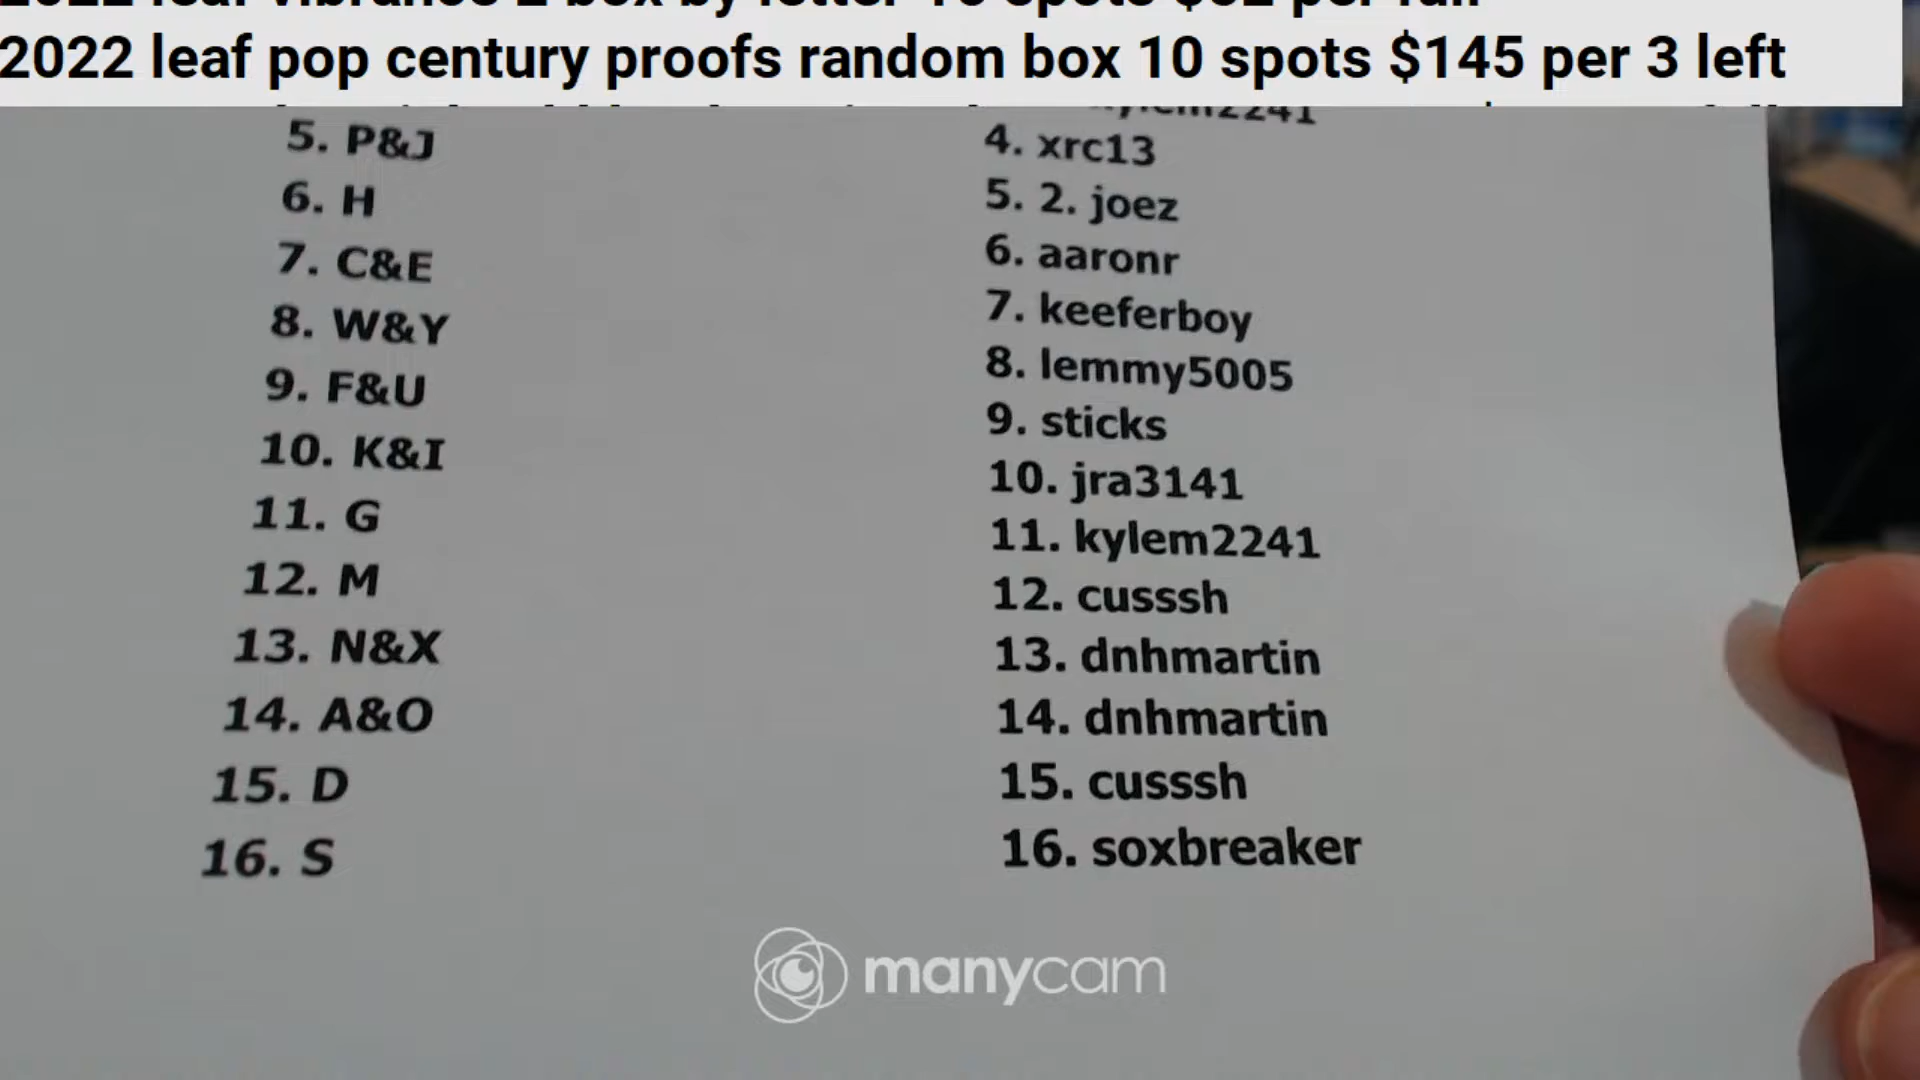 2022 leaf pop century proofs random box 10 spots $145 per 3 left
5. P&J
6. H
7. C&E
8. W&Y
9. F&U
10. K&I
11. G
12. M
13. N&X
14. A&O
15. D
16. S
4. xrc13
5. 2. joez
6. aaronr
7. keeferboy
8. lemmy5005
9. sticks
10. jra3141
11. kylem2241
12. cusssh
13. dnhmartin
14. dnhmartin
15. cusssh
16. soxbreaker
manycam